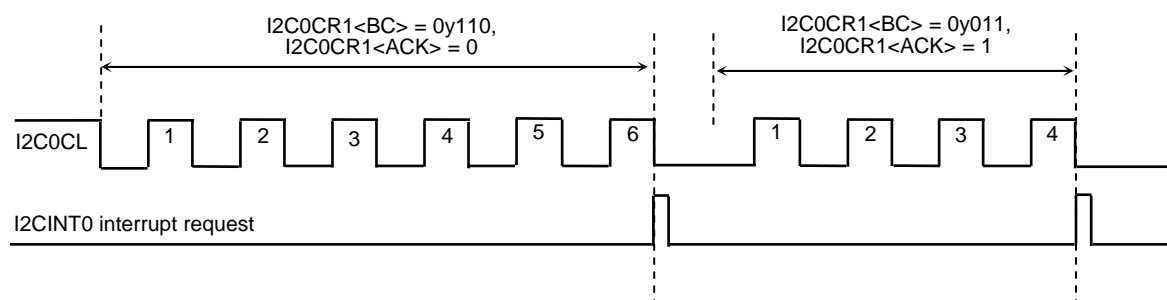 I2C0CR1<BC> = 0y110,
I2C0CR1<ACK> = 0
I2C0CR1<BC> = 0y011,
I2C0CR1<ACK> = 1
I2C0CL
1 2 3 4 5 6 1 2 3 4
I2CINT0 interrupt request